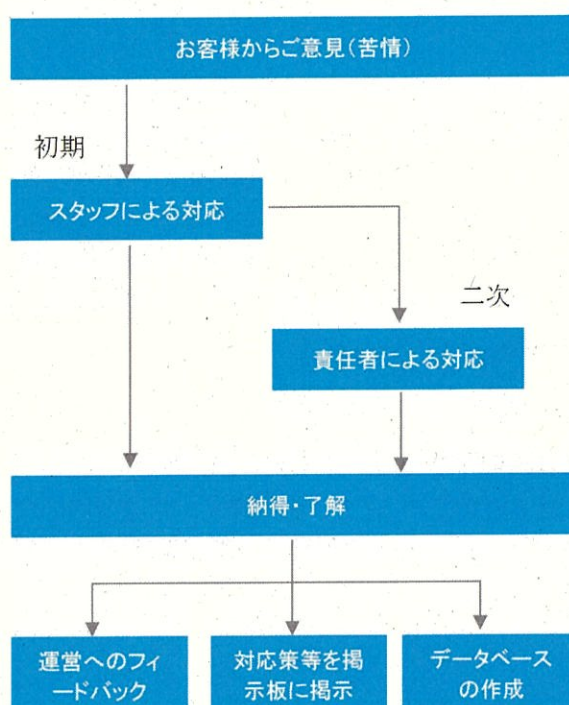 お客様からご意見(苦情)
初期
スタッフによる対応
二次
責任者による対応
納得・了解
運営へのフィ
ードバック
対応策等を掲
示板に掲示
データベース
の作成